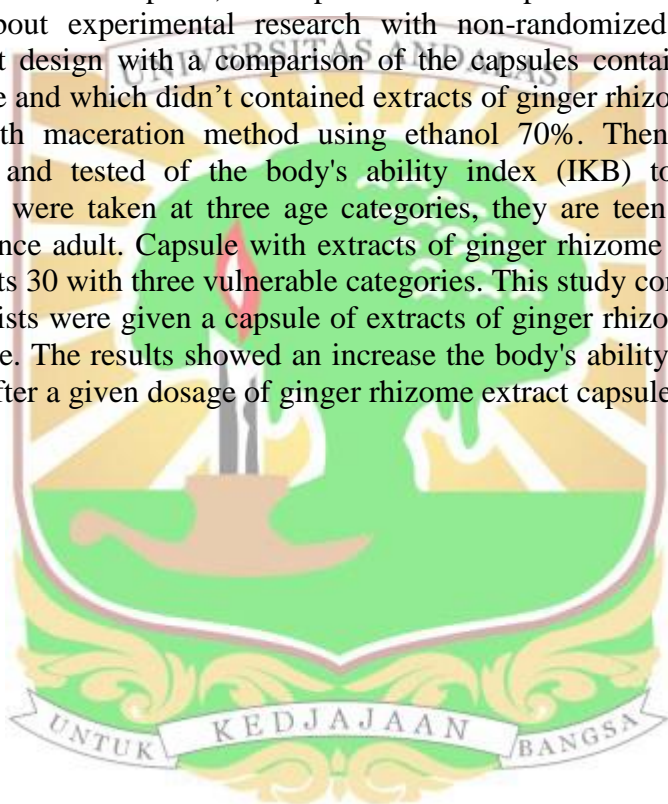 bout experimental research with non-randomized
t design with a comparison of the capsules contai
UNIVERSITAS ANDALAS
e and which didn't contained extracts of ginger rhizo
th maceration method using ethanol 70%. Then
and tested of the body's ability index (IKB) to
were taken at three age categories, they are teen
nce adult. Capsule with extracts of ginger rhizome
ts 30 with three vulnerable categories. This study co
ists were given a capsule of extracts of ginger rhizo
e. The results showed an increase the body's ability
fter a given dosage of ginger rhizome extract capsule
UNTUK KEDJAJAAN BANGSA